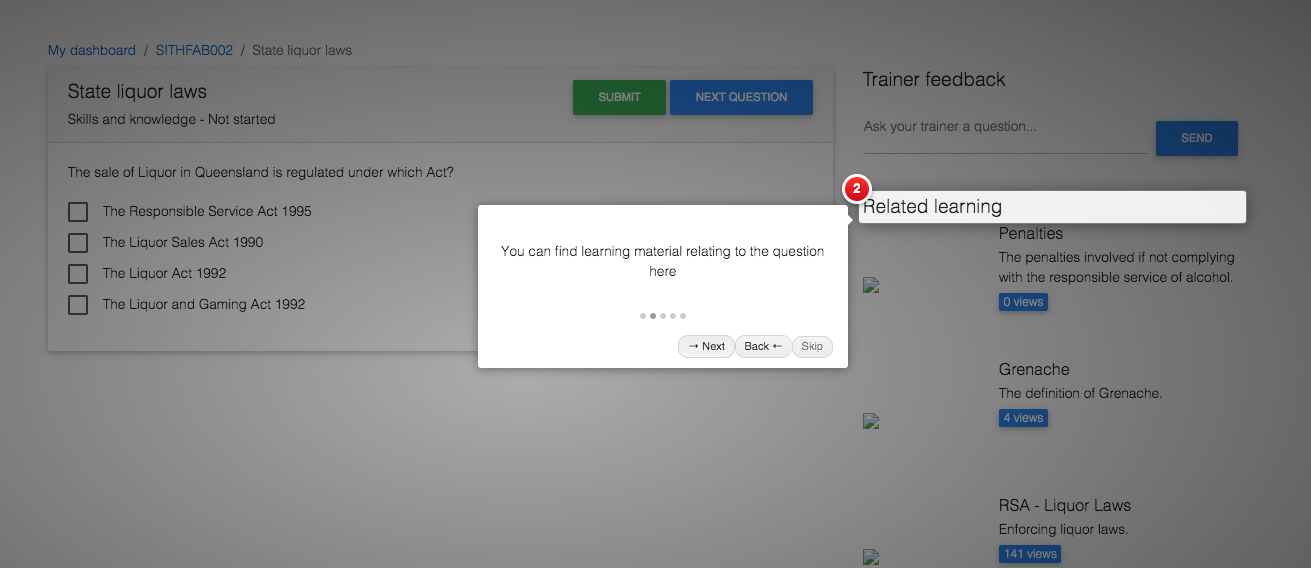 My dashboard / SITHFAB002 / State liquor laws
State liquor laws
SUBMIT
NEXT QUESTION
Skills and knowledge - Not started
The sale of Liquor in Queensland is regulated under which Act?
The Responsible Service Act 1995
The Liquor Sales Act 1990
The Liquor Act 1992
The Liquor and Gaming Act 1992
You can find learning material relating to the question
here
→ Next
Back ←
Skip
Trainer feedback
Ask your trainer a question...
SEND
2
Related learning
Penalties
The penalties involved if not complying
with the responsible service of alcohol.
0 views
Grenache
The definition of Grenache.
4 views
RSA - Liquor Laws
Enforcing liquor laws.
141 views